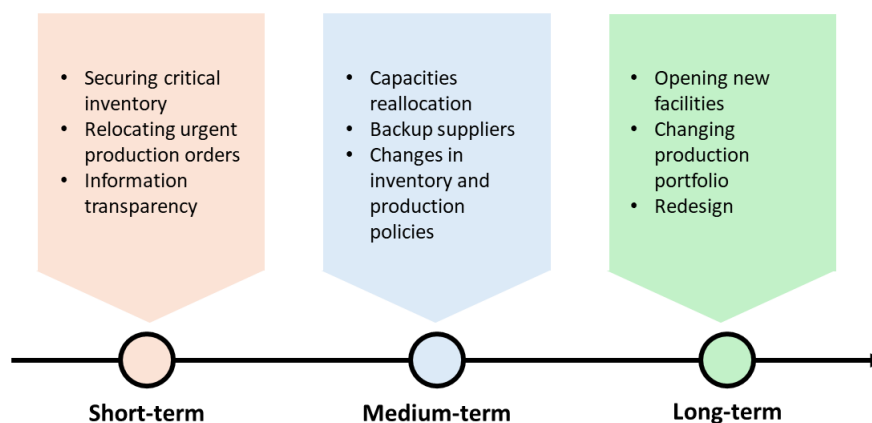 • Securing critical
inventory
• Relocating urgent
production orders
• Information
transparency
• Capacities
reallocation
• Backup suppliers
• Changes in
inventory and
production
policies
• Opening new
facilities
• Changing
production
portfolio
• Redesign
Short-term
Medium-term
Long-term